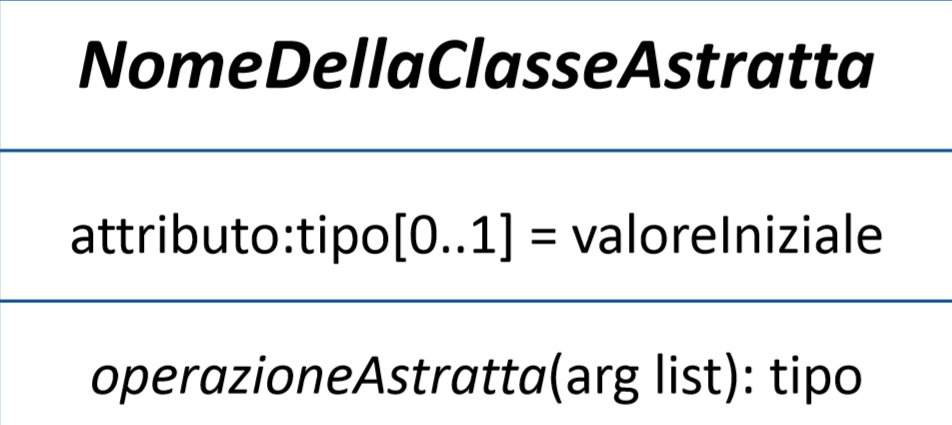 NomeDellaClasseAstratta
attributo:tipo[0..1] = valoreIniziale
operazioneAstratta(arg list): tipo